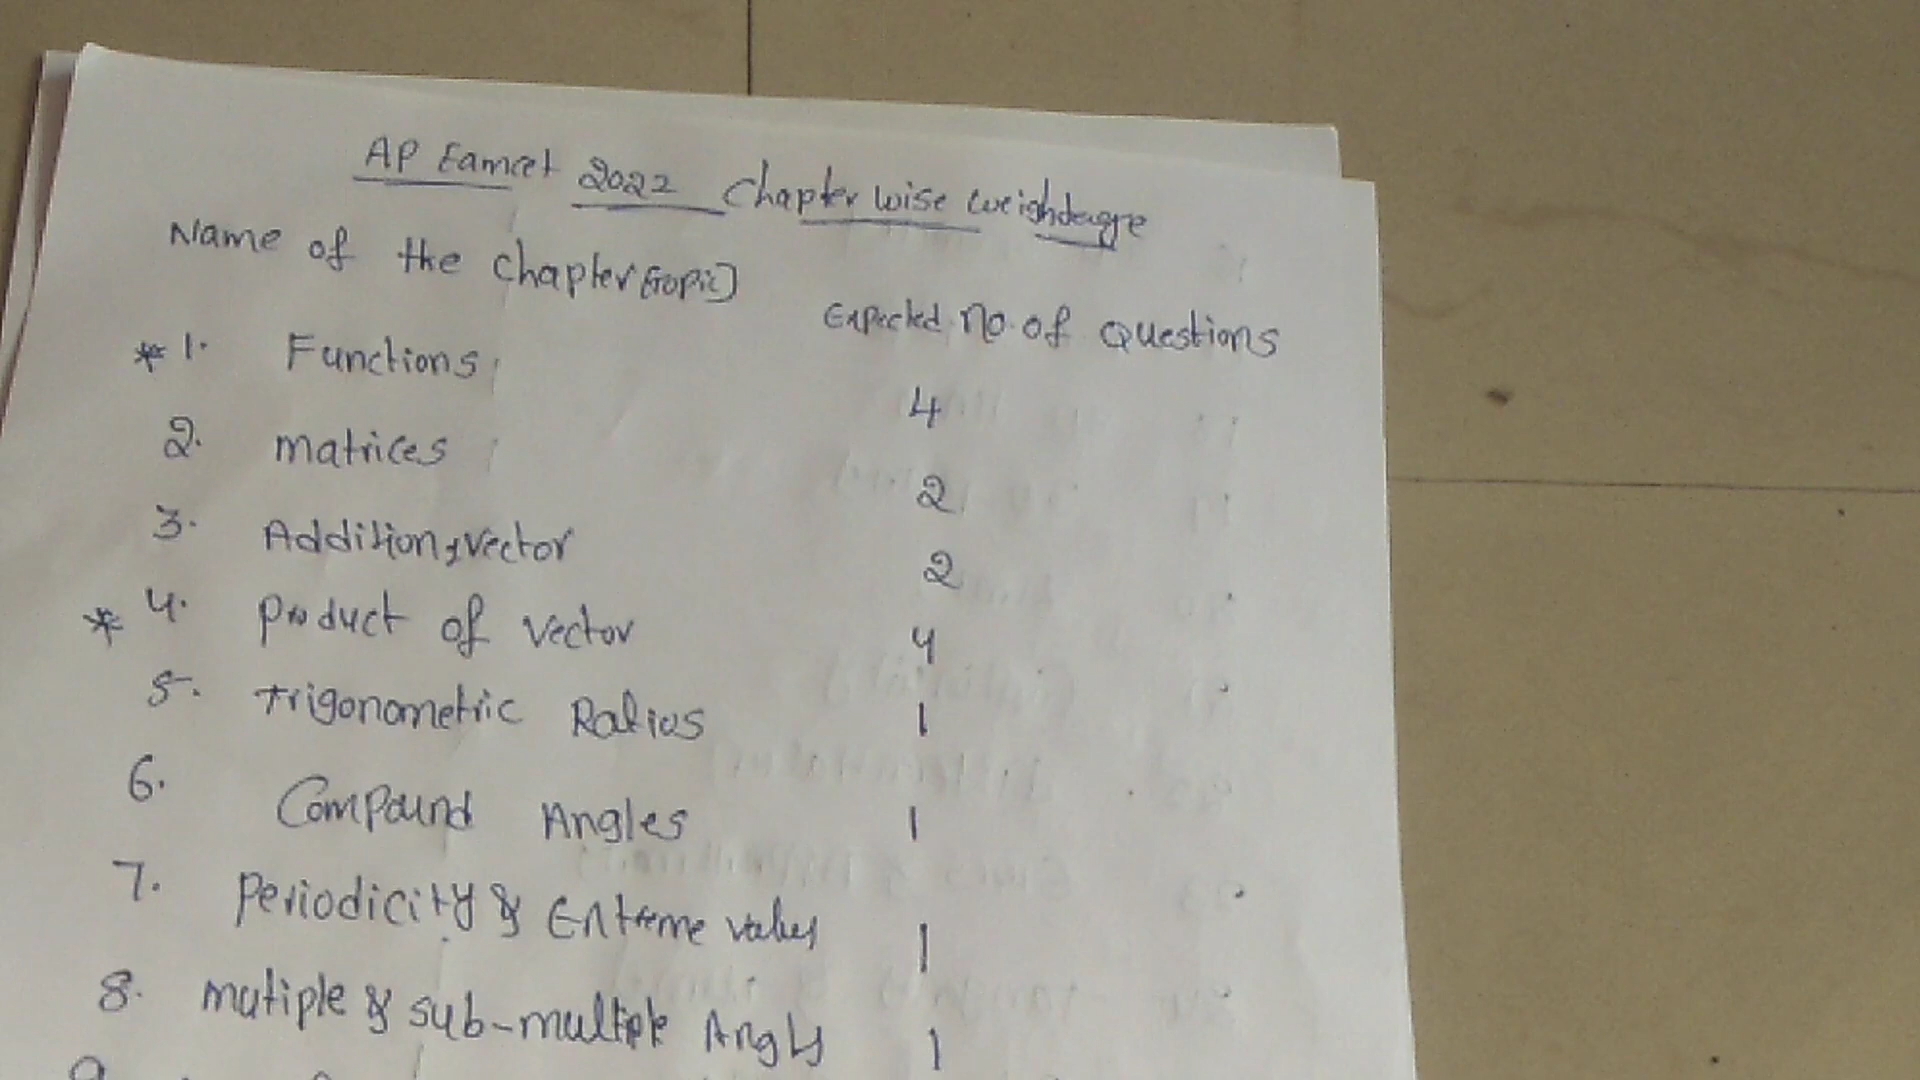 AP Eamcet 2022 Chapter wise weighdage
Name of the chapter [topic]
Expected no. of Questions
* 1. Functions 4
2. matrices 2
3. Addition, vector 2
* 4. product of vector 4
5. trigonometric Ratios 1
6. Compound Angles 1
7. Periodicity & Extreme values 1
8. mutiple & sub-multiple Angles 1